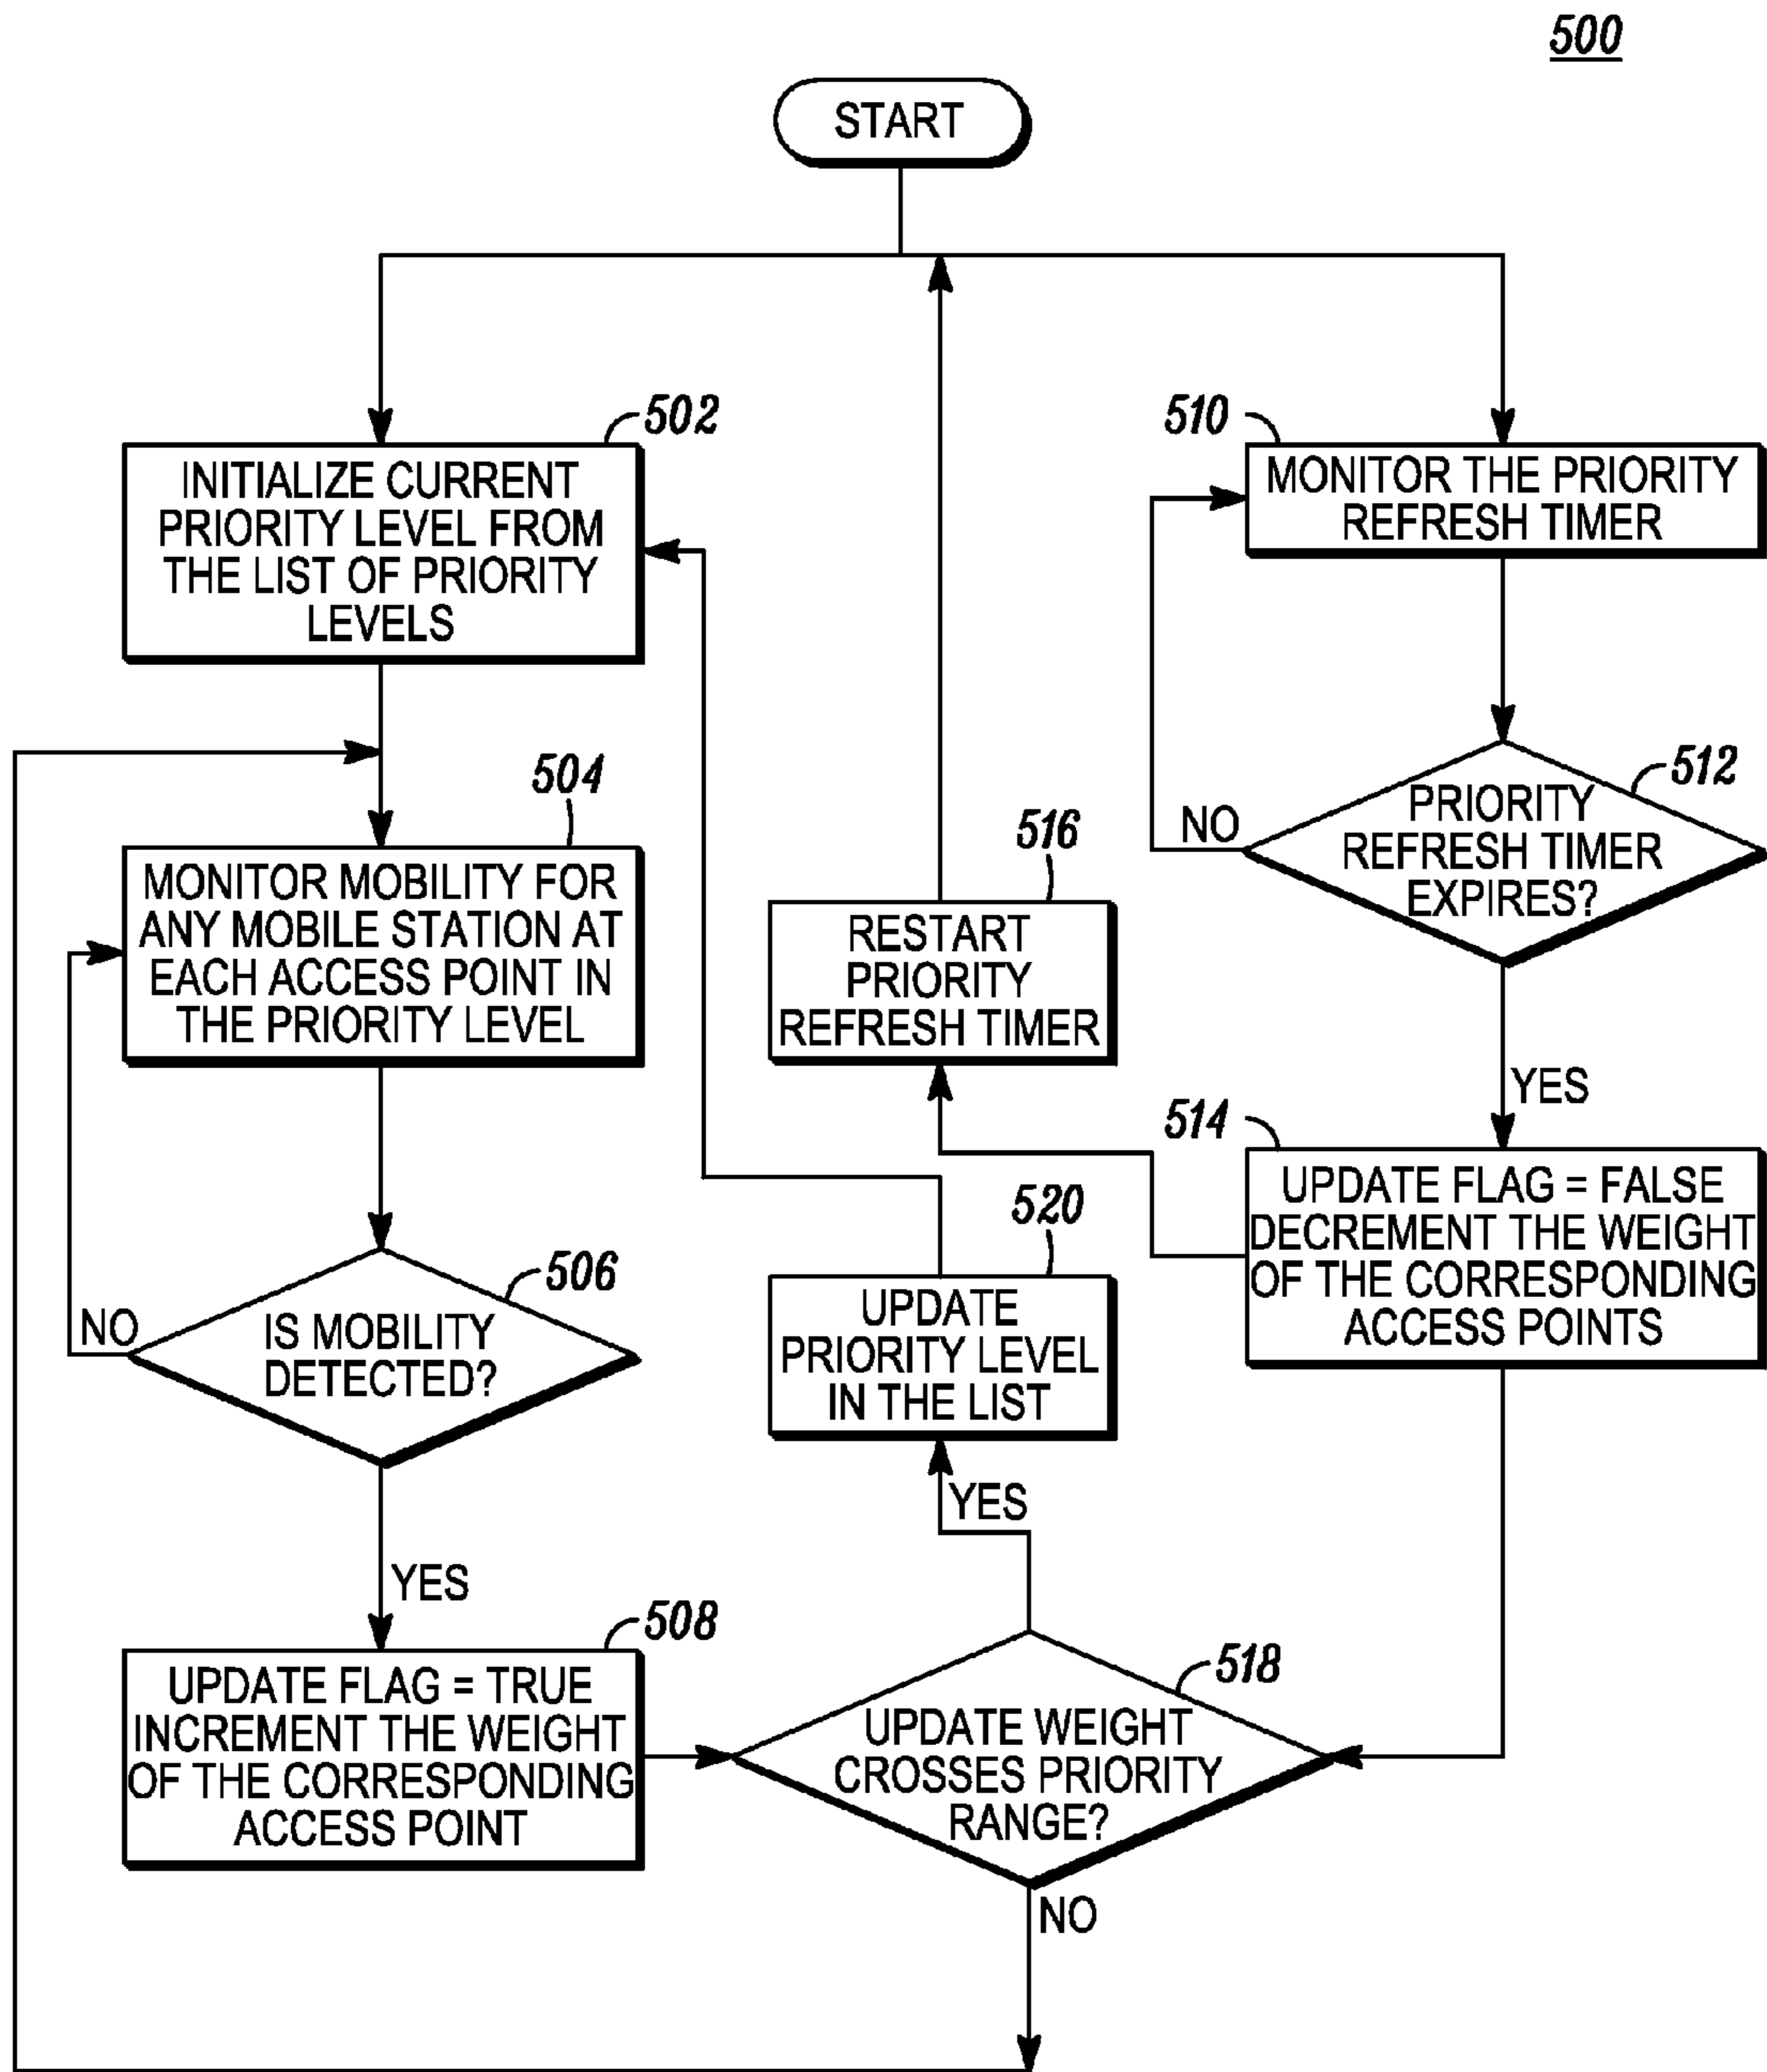 500
START
502
INITIALIZE CURRENT
PRIORITY LEVEL FROM
THE LIST OF PRIORITY
LEVELS
510
MONITOR THE PRIORITY
REFRESH TIMER
504
MONITOR MOBILITY FOR
ANY MOBILE STATION AT
EACH ACCESS POINT IN
THE PRIORITY LEVEL
512
PRIORITY
REFRESH TIMER
EXPIRES?
NO
516
RESTART
PRIORITY
REFRESH TIMER
YES
514
UPDATE FLAG = FALSE
DECREMENT THE WEIGHT
OF THE CORRESPONDING
ACCESS POINTS
506
IS MOBILITY
DETECTED?
NO
520
UPDATE
PRIORITY LEVEL
IN THE LIST
YES
YES
508
UPDATE FLAG = TRUE
INCREMENT THE WEIGHT
OF THE CORRESPONDING
ACCESS POINT
518
UPDATE WEIGHT
CROSSES PRIORITY
RANGE?
NO